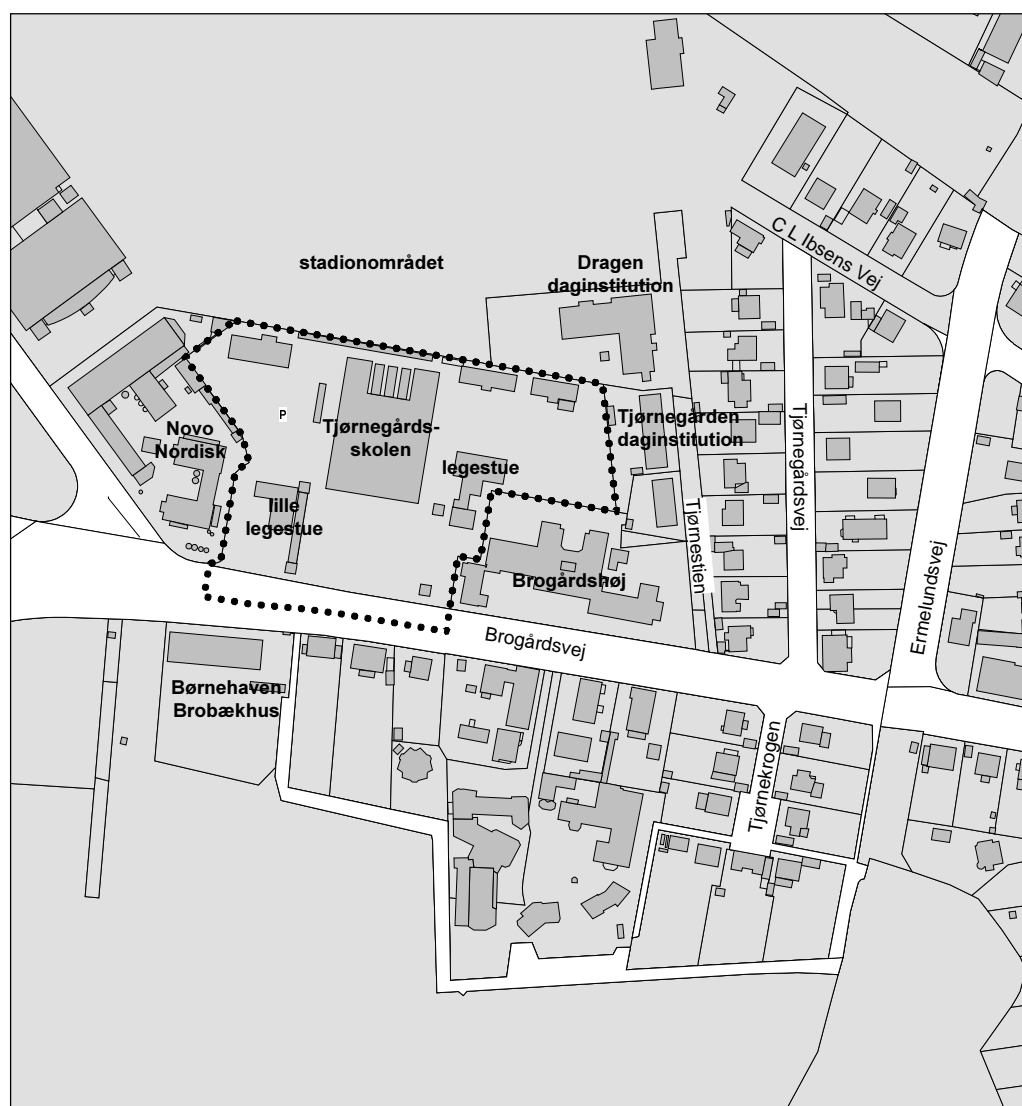 C L Ibsens Vej
stadionområdet
Dragen
daginstitution
P
Novo
Nordisk
Tjørnegårds-
skolen
legestue
Tjørnegården
daginstitution
Tjørnegårdsvej
lille
legestue
Tjørnestien
Brogårdshøj
Ermelundsvej
Brogårdsvej
Børnehaven
Brobækhus
Tjørnekrogen